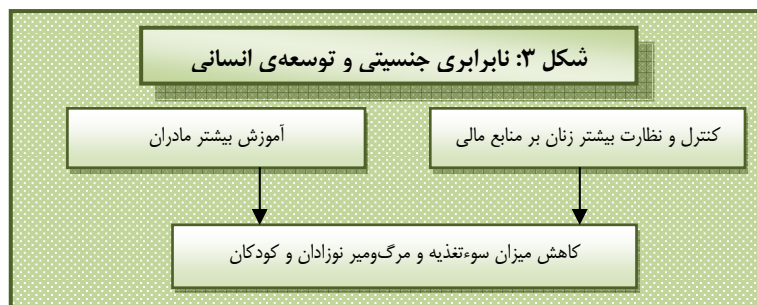 شکل ۳: نابرابری جنسیتی و توسعه‌ی انسانی
کنترل و نظارت بیشتر زنان بر منابع مالی
آموزش بیشتر مادران
کاهش میزان سوءتغذیه و مرگ‌ومیر نوزادان و کودکان